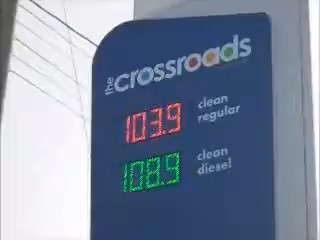 the crossroads
103.9 clean
regular
108.9 clean
diesel